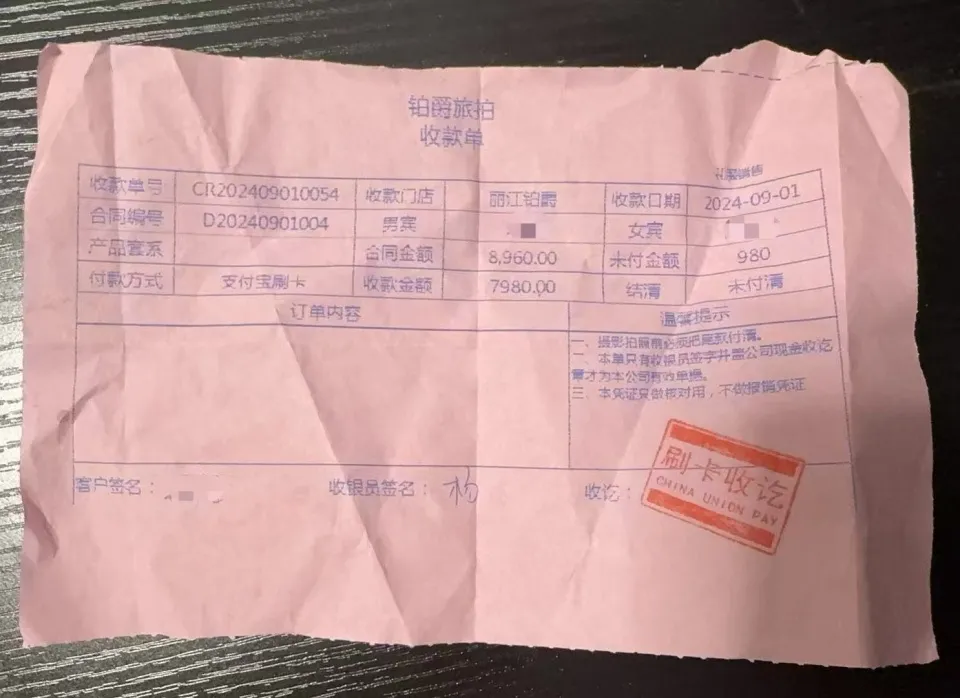 铂爵旅拍
收款单
收款单号 CR202409010054 收款门店 丽江铂爵 收款日期 2024-09-01
合同编号 D20240901004 男宾 女宾
产品套系 合同金额 8,960.00 未付金额 980
付款方式 支付宝刷卡 收款金额 7980.00 结清 未付清
订单内容 温馨提示
一、摄影拍照前必须把尾款付清。
二、本单只有收银员签字并盖公司现金收讫
章才为本公司有效单据。
三、本凭证只做核对用，不做报销凭证
客户签名： 收银员签名： 杨 收讫：
刷卡收讫
CHINA UNION PAY